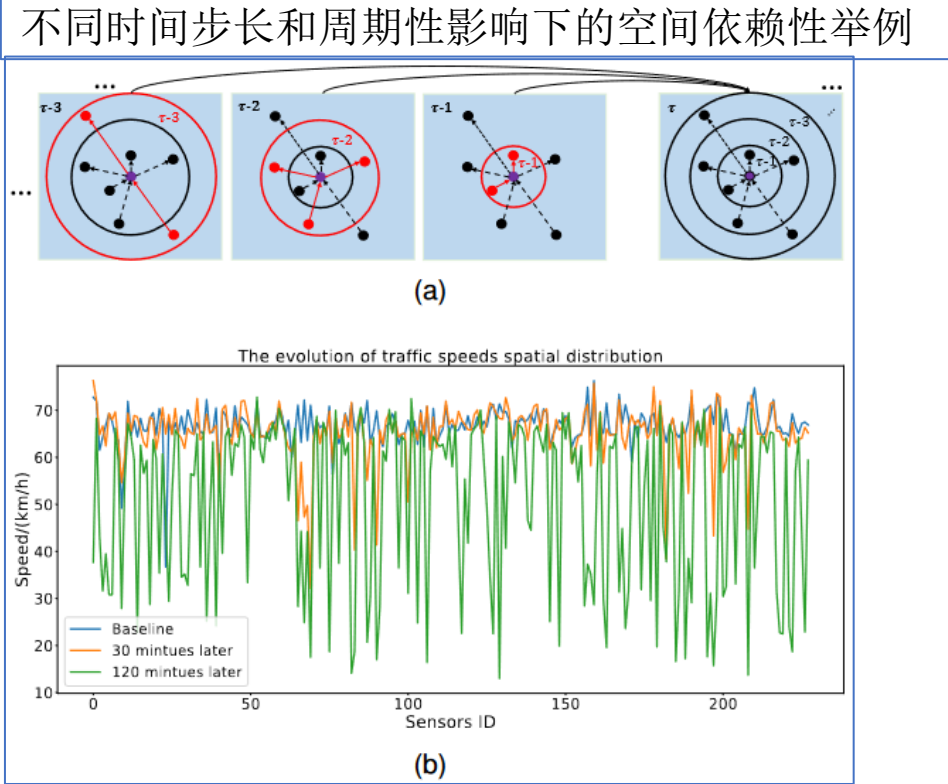 不同时间步长和周期性影响下的空间依赖性举例
... ...
τ-3 τ-3 τ-2 τ-2 τ-1 τ-1 τ τ-3 τ-2 τ-1 ...
...
(a)
The evolution of traffic speeds spatial distribution
Speed/(km/h)
70
60
50
40
30
20
10
Baseline
30 mintues later
120 mintues later
0 50 100 150 200
Sensors ID
(b)